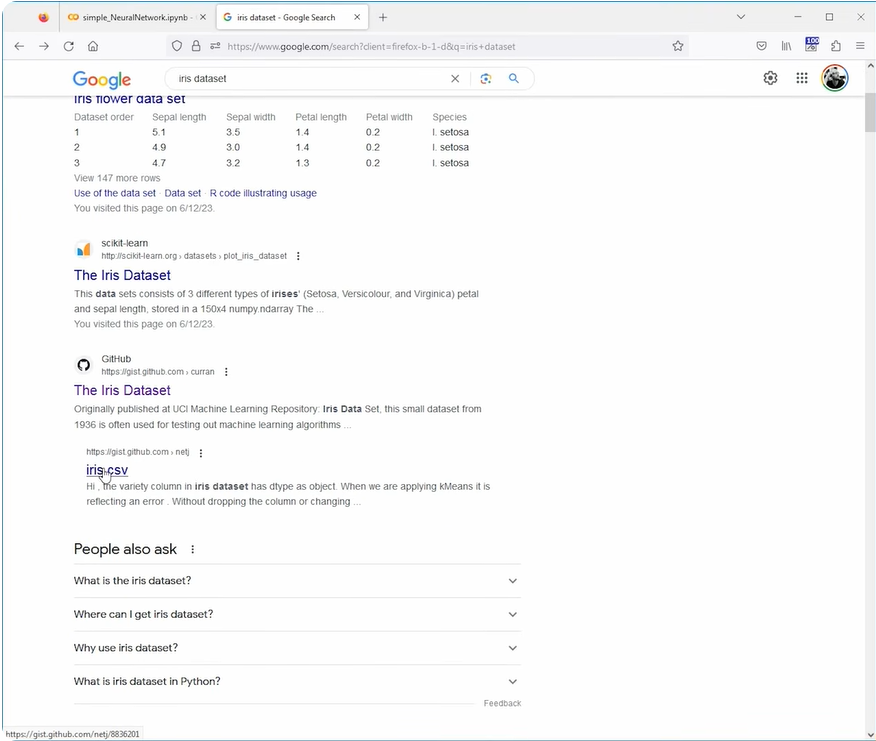 simple_NeuralNetwork.ipynb -
iris dataset - Google Search
https://www.google.com/search?client=firefox-b-1-d&q=iris+dataset
100
Google
iris dataset
Iris flower data set
Dataset order Sepal length Sepal width Petal length Petal width Species
1 5.1 3.5 1.4 0.2 I. setosa
2 4.9 3.0 1.4 0.2 I. setosa
3 4.7 3.2 1.3 0.2 I. setosa
View 147 more rows
Use of the data set · Data set · R code illustrating usage
You visited this page on 6/12/23.
scikit-learn
http://scikit-learn.org › datasets › plot_iris_dataset
The Iris Dataset
This data sets consists of 3 different types of irises' (Setosa, Versicolour, and Virginica) petal
and sepal length, stored in a 150x4 numpy.ndarray The ...
You visited this page on 6/12/23.
GitHub
https://gist.github.com › curran
The Iris Dataset
Originally published at UCI Machine Learning Repository: Iris Data Set, this small dataset from
1936 is often used for testing out machine learning algorithms ...
https://gist.github.com › netj
iris.csv
Hi , the variety column in iris dataset has dtype as object. When we are applying kMeans it is
reflecting an error . Without dropping the column or changing ...
People also ask
What is the iris dataset?
Where can I get iris dataset?
Why use iris dataset?
What is iris dataset in Python?
Feedback
https://gist.github.com/netj/8836201